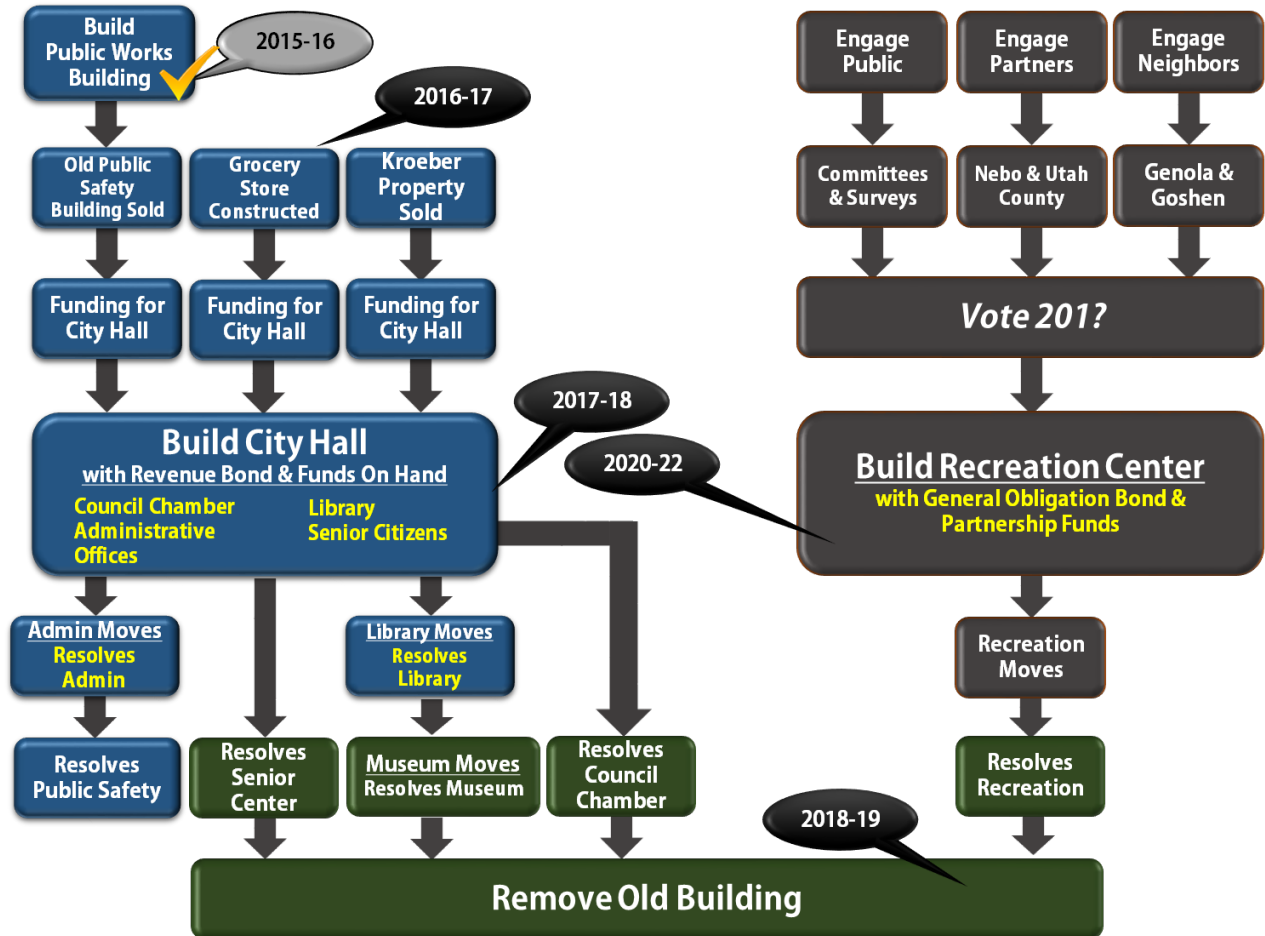 Build
Public Works
Building
2015-16
2016-17
Old Public
Safety
Building Sold
Grocery
Store
Constructed
Kroeber
Property
Sold
Funding for
City Hall
Funding for
City Hall
Funding for
City Hall
2017-18
Build City Hall
with Revenue Bond & Funds On Hand
Council Chamber
Administrative
Offices
Library
Senior Citizens
Admin Moves
Resolves
Admin
Library Moves
Resolves
Library
Resolves
Public Safety
Resolves
Senior
Center
Museum Moves
Resolves Museum
Resolves
Council
Chamber
Engage
Public
Engage
Partners
Engage
Neighbors
Committees
& Surveys
Nebo & Utah
County
Genola &
Goshen
Vote 201?
2020-22
Build Recreation Center
with General Obligation Bond &
Partnership Funds
Recreation
Moves
Resolves
Recreation
2018-19
Remove Old Building